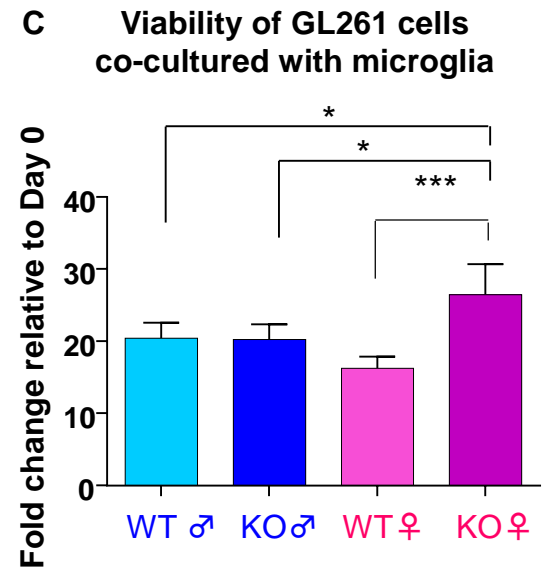 C
Viability of GL261 cells
co-cultured with microglia
Fold change relative to Day 0
40
30
20
10
0
*
*
***
WT ♂ KO♂ WT♀ KO♀